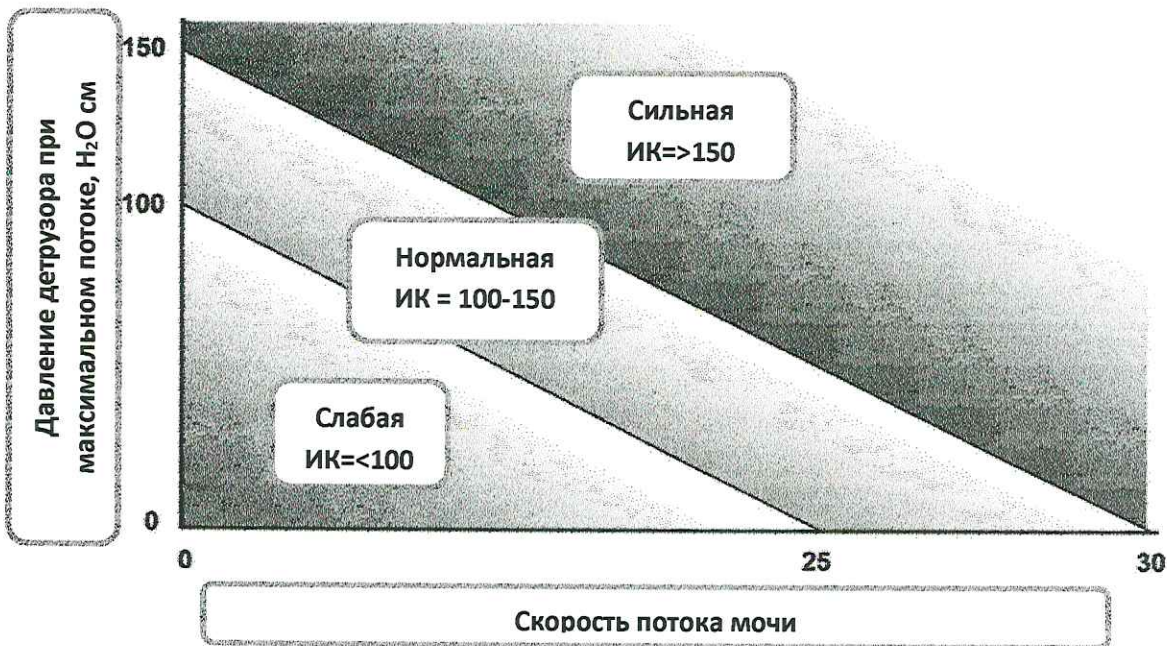 Давление детрузора при
максимальном потоке, H₂O см
150
100
0
Сильная
ИК=>150
Нормальная
ИК = 100-150
Слабая
ИК=<100
0
25
30
Скорость потока мочи